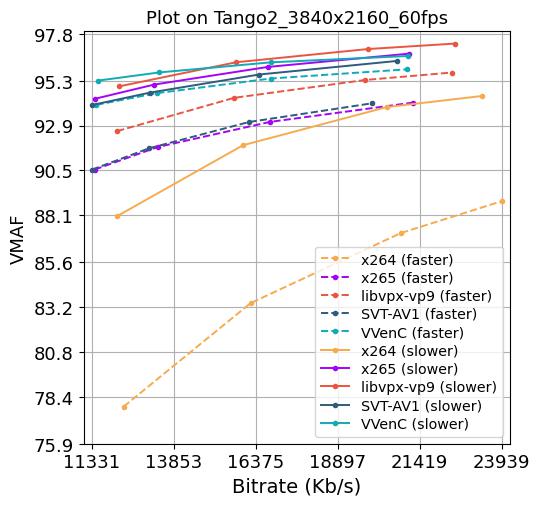 Plot on Tango2_3840x2160_60fps
97.8
95.3
92.9
90.5
88.1
85.6
83.2
80.8
78.4
75.9
VMAF
x264 (faster)
x265 (faster)
libvpx-vp9 (faster)
SVT-AV1 (faster)
VVenC (faster)
x264 (slower)
x265 (slower)
libvpx-vp9 (slower)
SVT-AV1 (slower)
VVenC (slower)
11331 13853 16375 18897 21419 23939
Bitrate (Kb/s)